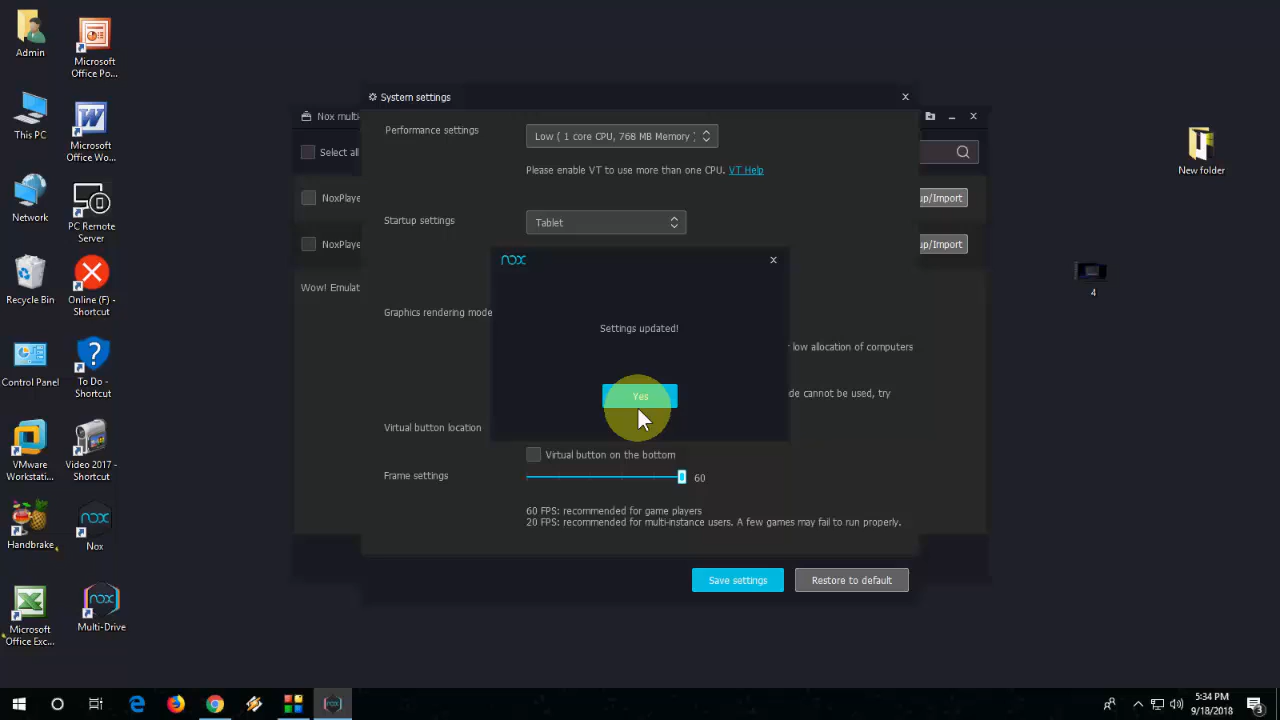 Admin
Microsoft
Office Po...
This PC
Microsoft
Office Wo...
Network
PC Remote
Server
Recycle Bin
Online (F) -
Shortcut
Control Panel
To Do -
Shortcut
VMware
Workstati...
Video 2017 -
Shortcut
Handbrake
Nox
Microsoft
Office Exc...
Multi-Drive
New folder
4
Nox multi-
Select all
NoxPlaye
up/Import
NoxPlaye
up/Import
Wow! Emulat
System settings
Performance settings
Low ( 1 core CPU, 768 MB Memory )
Please enable VT to use more than one CPU. VT Help
Startup settings
Tablet
Graphics rendering mode
r low allocation of computers
de cannot be used, try
Virtual button location
Virtual button on the bottom
Frame settings
60
60 FPS: recommended for game players
20 FPS: recommended for multi-instance users. A few games may fail to run properly.
Save settings
Restore to default
nox
Settings updated!
Yes
5:34 PM
9/18/2018
3